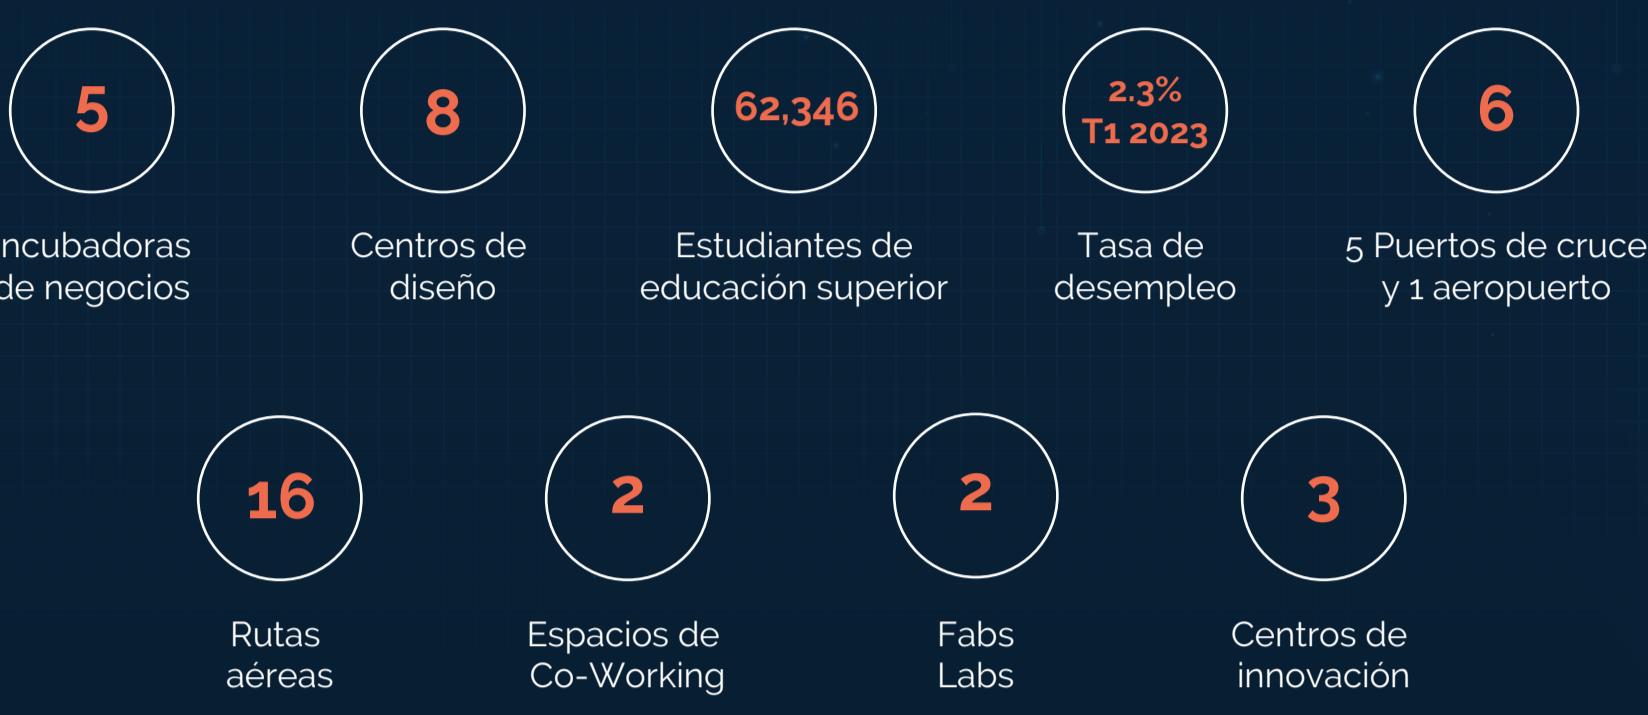 5
ncubadoras
de negocios
8
Centros de
diseño
62,346
Estudiantes de
educación superior
2.3%
T1 2023
Tasa de
desempleo
6
5 Puertos de cruce
y 1 aeropuerto
16
Rutas
aéreas
2
Espacios de
Co-Working
2
Fabs
Labs
3
Centros de
innovación